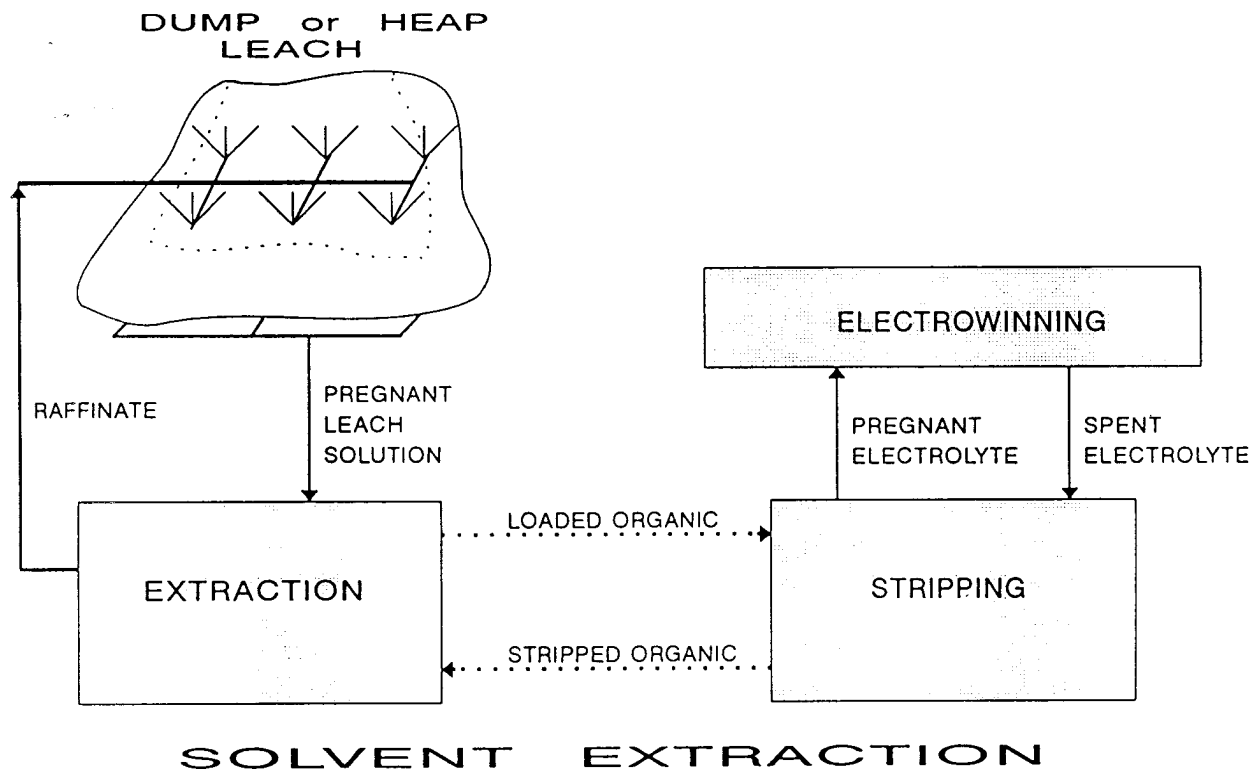 DUMP or HEAP
LEACH
ELECTROWINNING
RAFFINATE
PREGNANT
LEACH
SOLUTION
PREGNANT
ELECTROLYTE
SPENT
ELECTROLYTE
LOADED ORGANIC
EXTRACTION
STRIPPING
STRIPPED ORGANIC
SOLVENT EXTRACTION